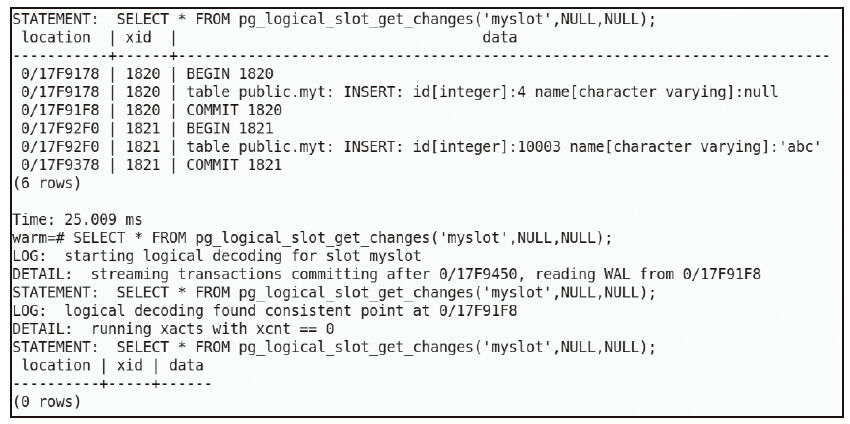 STATEMENT:  SELECT * FROM pg_logical_slot_get_changes('myslot',NULL,NULL);
 location  | xid  |                                   data
-----------+------+---------------------------------------------------------------------------
 0/17F9178 | 1820 | BEGIN 1820
 0/17F9178 | 1820 | table public.myt: INSERT: id[integer]:4 name[character varying]:null
 0/17F91F8 | 1820 | COMMIT 1820
 0/17F92F0 | 1821 | BEGIN 1821
 0/17F92F0 | 1821 | table public.myt: INSERT: id[integer]:10003 name[character varying]:'abc'
 0/17F9378 | 1821 | COMMIT 1821
(6 rows)

Time: 25.009 ms
warm=# SELECT * FROM pg_logical_slot_get_changes('myslot',NULL,NULL);
LOG:  starting logical decoding for slot myslot
DETAIL:  streaming transactions committing after 0/17F9450, reading WAL from 0/17F91F8
STATEMENT:  SELECT * FROM pg_logical_slot_get_changes('myslot',NULL,NULL);
LOG:  logical decoding found consistent point at 0/17F91F8
DETAIL:  running xacts with xcnt == 0
STATEMENT:  SELECT * FROM pg_logical_slot_get_changes('myslot',NULL,NULL);
 location | xid | data
----------+-----+------
(0 rows)